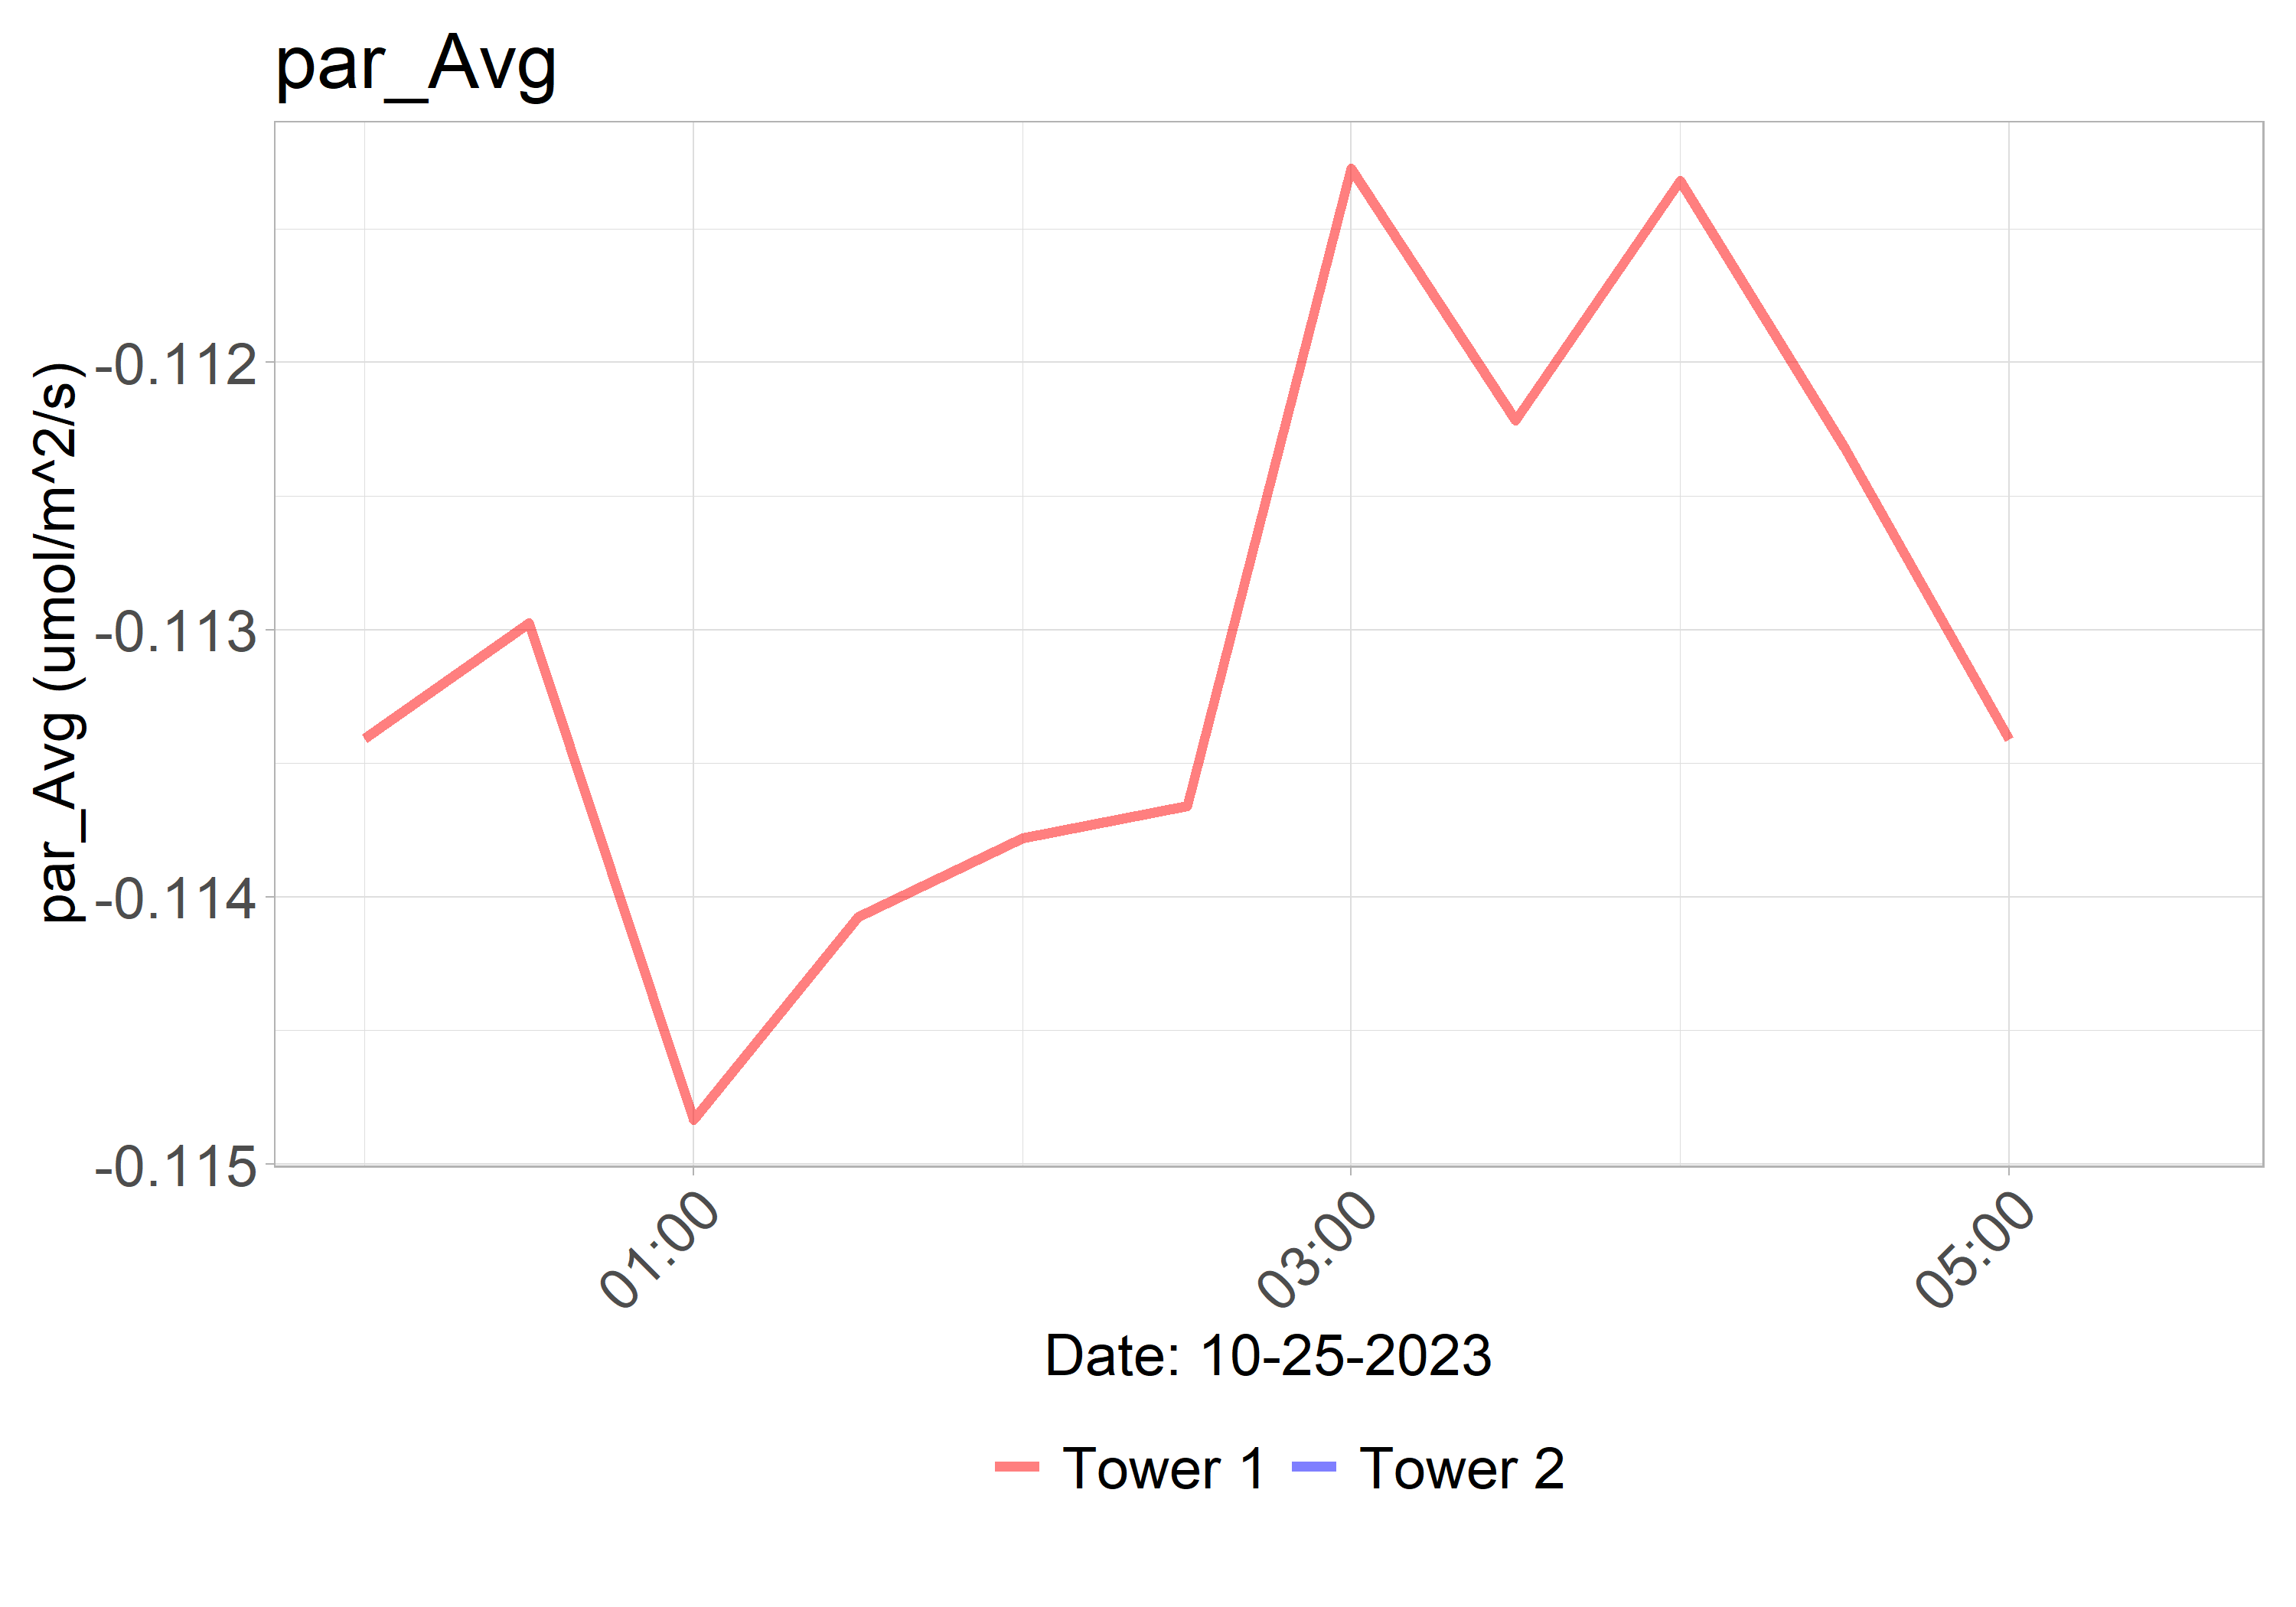 par_Avg
par_Avg (umol/m^2/s)
-0.112
-0.113
-0.114
-0.115
01:00
03:00
05:00
Date: 10-25-2023
Tower 1
Tower 2